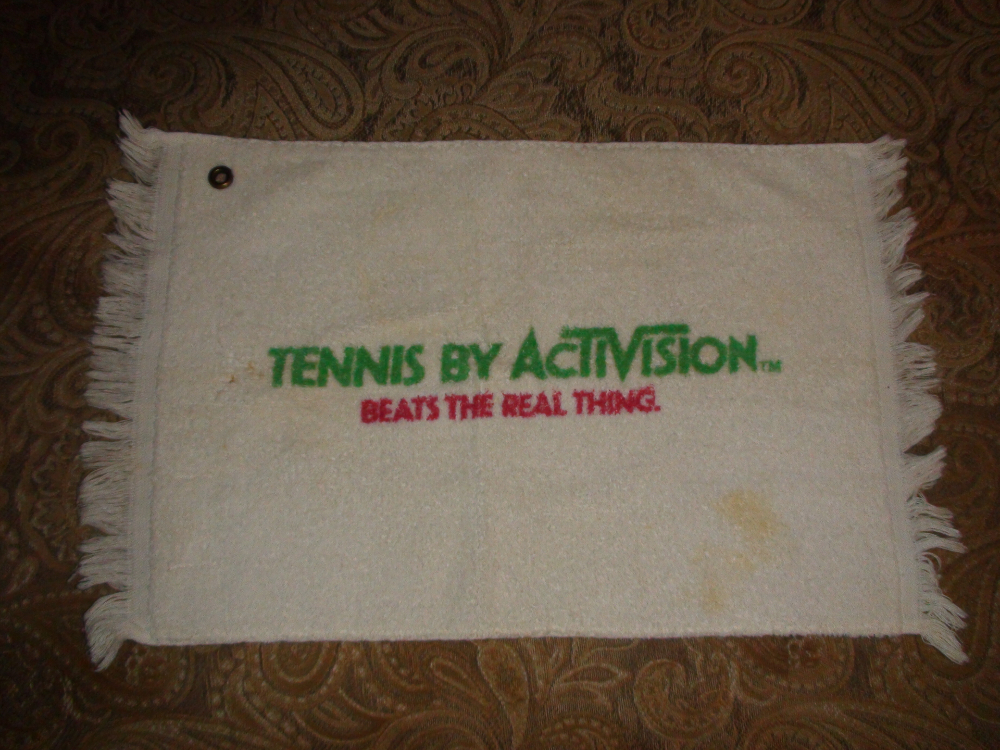 TENNIS BY ACTIVISION™
BEATS THE REAL THING.